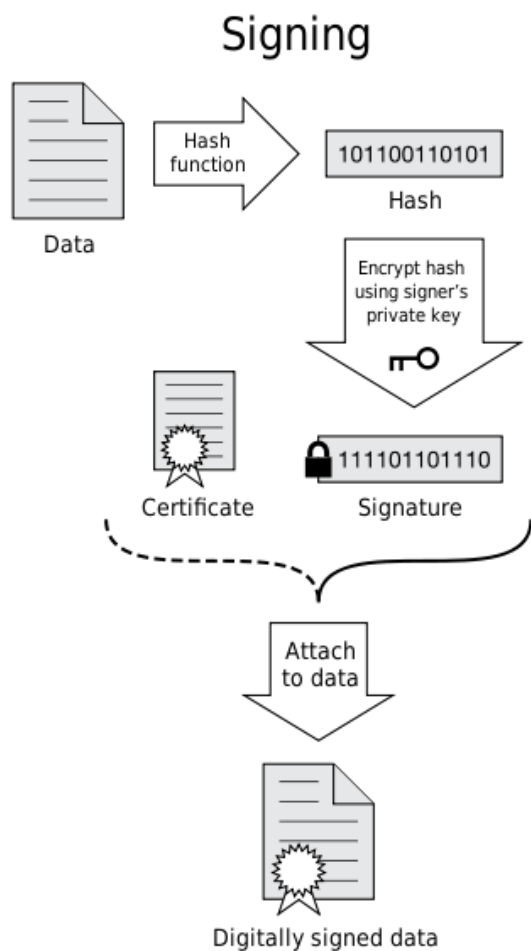 Signing
Hash
function
101100110101
Data
Hash
Encrypt hash
using signer's
private key
111101101110
Certificate
Signature
Attach
to data
Digitally signed data